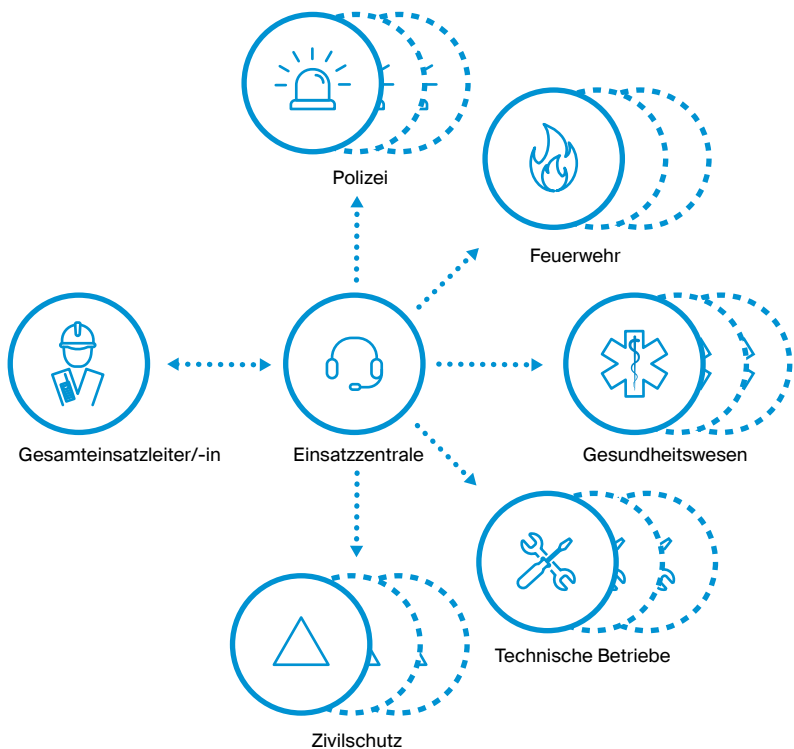 Polizei
Feuerwehr
Gesamteinsatzleiter/-in
Einsatzzentrale
Gesundheitswesen
Technische Betriebe
Zivilschutz